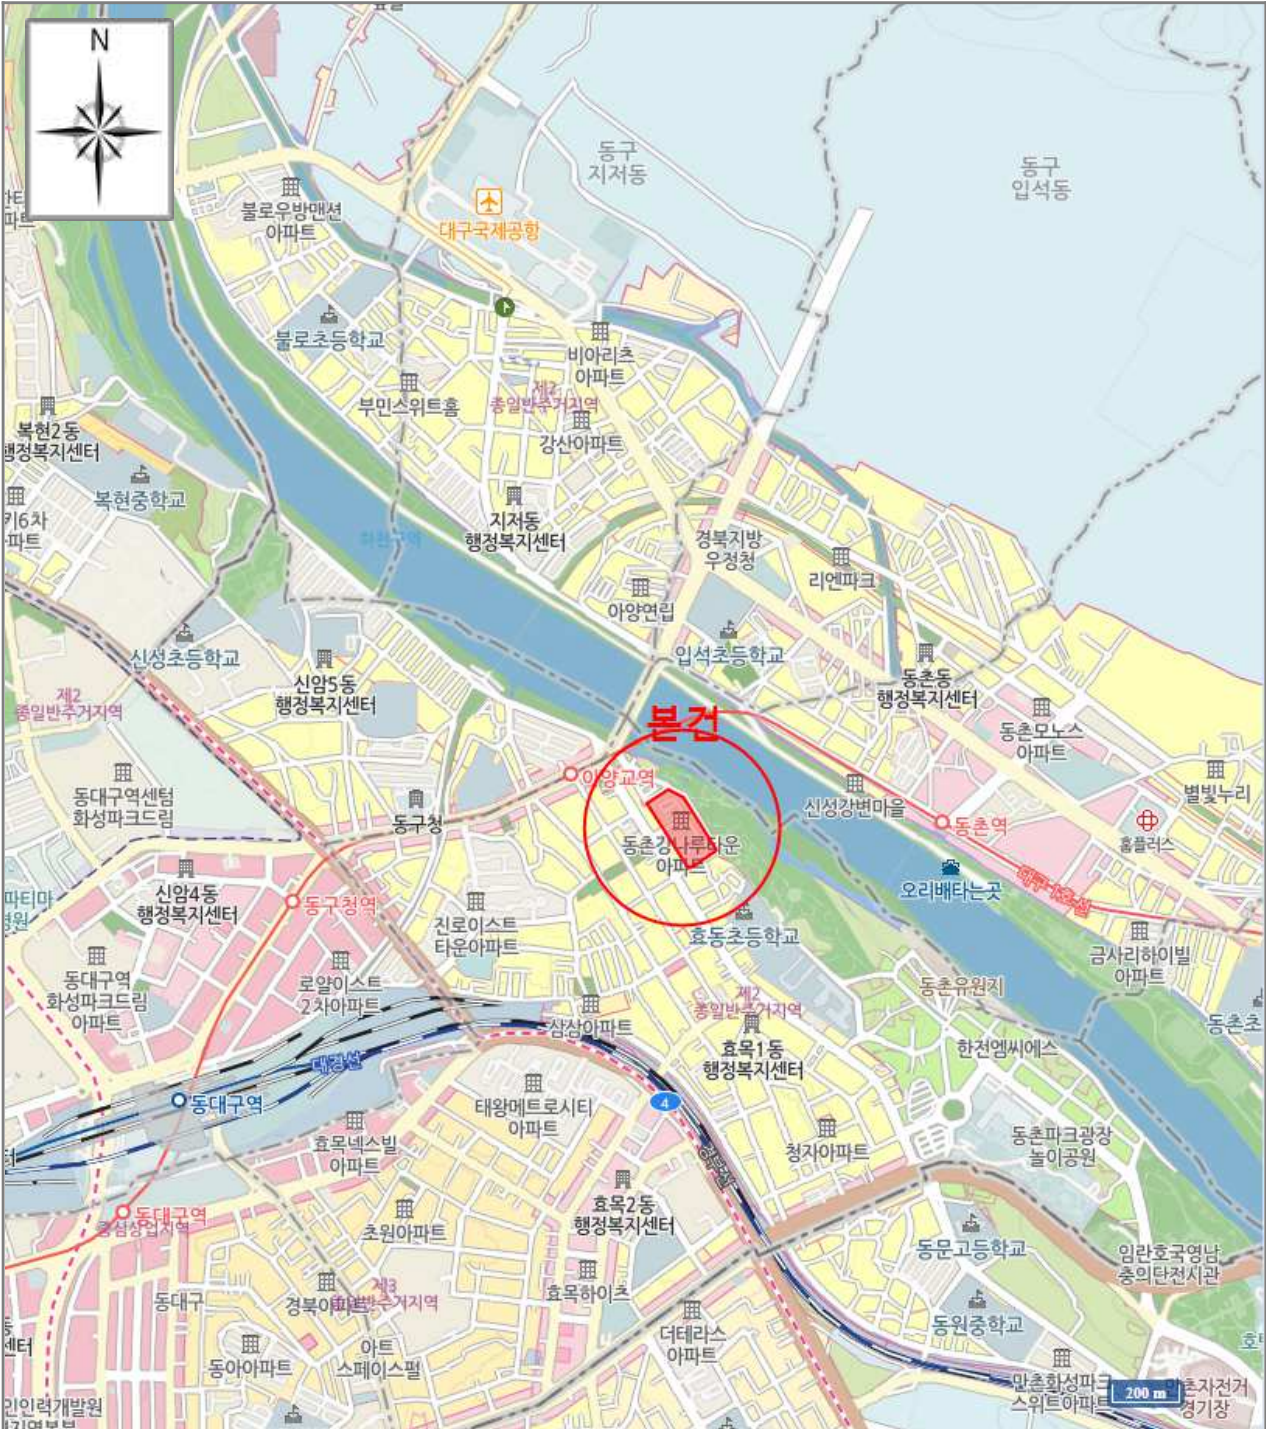 N
동구
지저동
동구
입석동
불로우방맨션
아파트
대구국제공항
불로초등학교
비아리츠
아파트
제2
종일반주거지역
부민스위트홈
강산아파트
복현2동
행정복지센터
복현중학교
지저동
행정복지센터
하천구역
경북지방
우정청
리엔파크
아양연립
입석초등학교
신성초등학교
신암5동
행정복지센터
동촌동
행정복지센터
제2
종일반주거지역
본건
동촌모노스
아파트
아양교역
동대구역센텀
화성파크드림
동구청
신성강변마을
별빛누리
동촌역
홈플러스
동촌강나루타운
아파트
신암4동
행정복지센터
오리배타는곳
동구청역
파티마
진로이스트
타운아파트
효동초등학교
동대구역
화성파크드림
아파트
로얄이스트
2차아파트
금사리하이빌
아파트
동촌유원지
제2
종일반주거지역
삼삼아파트
효목1동
행정복지센터
한전엠씨에스
대경선
동대구역
태왕메트로시티
아파트
4
효목넥스빌
아파트
청자아파트
동촌파크광장
놀이공원
경부선
효목2동
행정복지센터
동대구역
중심상업지역
초원아파트
동문고등학교
임란호국영남
충의단전시관
동대구
경북아파트
제3
종일반주거지역
효목하이츠
더테라스
아파트
동원중학교
동아아파트
아트
스페이스펄
만촌화성파크
스위트아파트
200 m
만촌자전거
경기장
인인력개발원